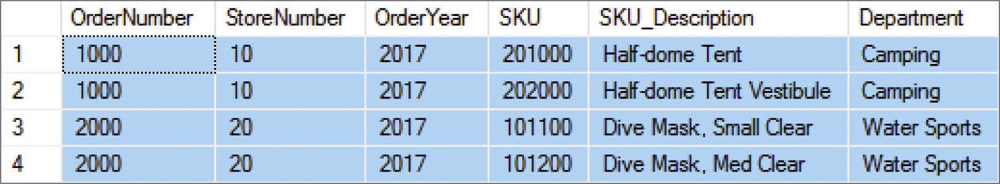 OrderNumber StoreNumber OrderYear SKU SKU_Description Department
1 1000 10 2017 201000 Half-dome Tent Camping
2 1000 10 2017 202000 Half-dome Tent Vestibule Camping
3 2000 20 2017 101100 Dive Mask, Small Clear Water Sports
4 2000 20 2017 101200 Dive Mask, Med Clear Water Sports